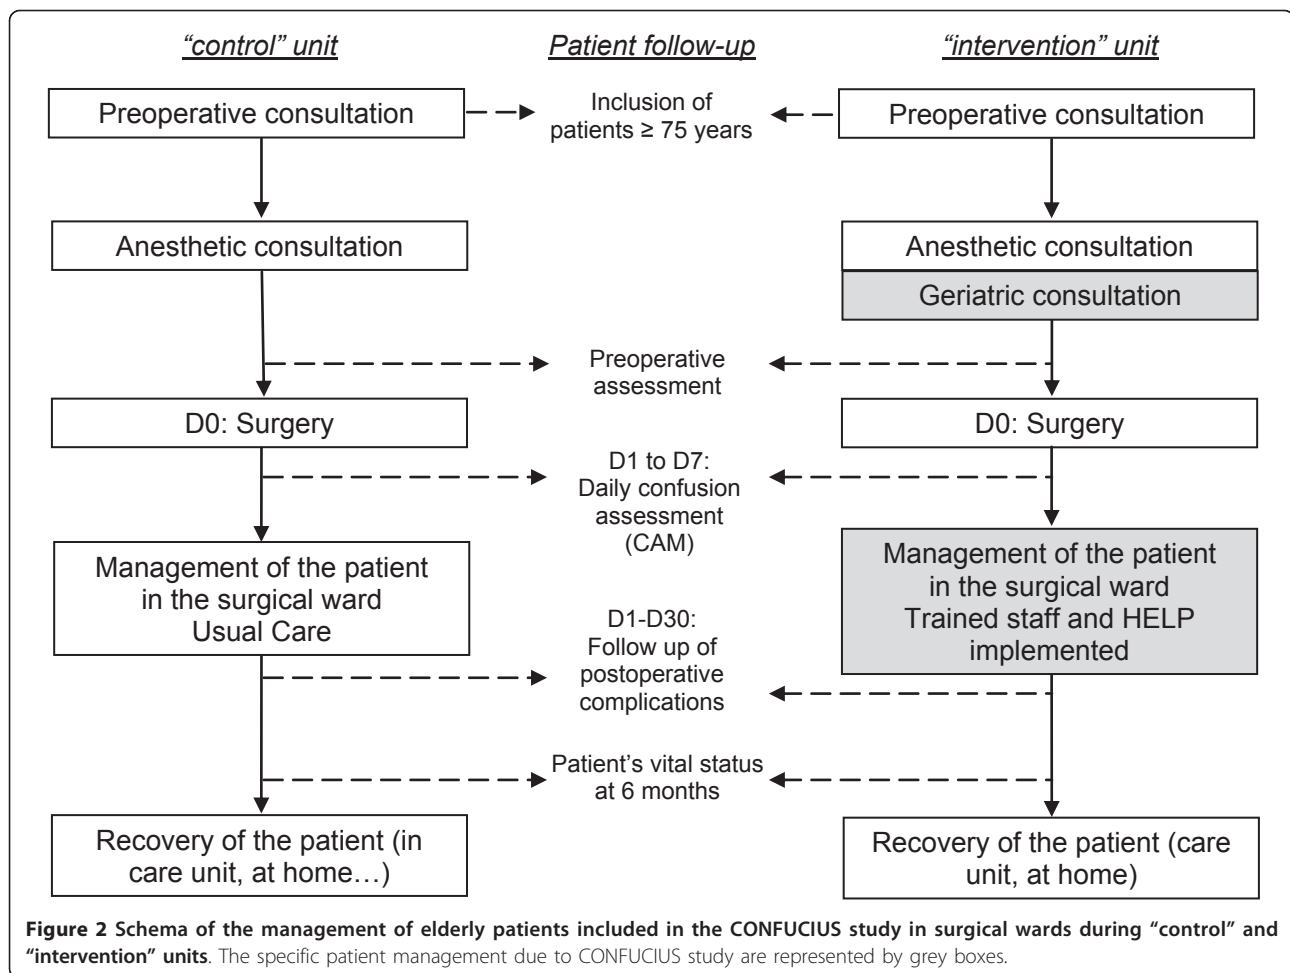 “control” unit
Patient follow-up
“intervention” unit
Preoperative consultation
Inclusion of
patients ≥ 75 years
Preoperative consultation
Anesthetic consultation
Anesthetic consultation
Geriatric consultation
Preoperative
assessment
D0: Surgery
D0: Surgery
D1 to D7:
Daily confusion
assessment
(CAM)
Management of the patient
in the surgical ward
Usual Care
Management of the patient
in the surgical ward
Trained staff and HELP
implemented
D1-D30:
Follow up of
postoperative
complications
Patient’s vital status
at 6 months
Recovery of the patient (in
care unit, at home…)
Recovery of the patient (care
unit, at home)
Figure 2 Schema of the management of elderly patients included in the CONFUCIUS study in surgical wards during “control” and
“intervention” units. The specific patient management due to CONFUCIUS study are represented by grey boxes.